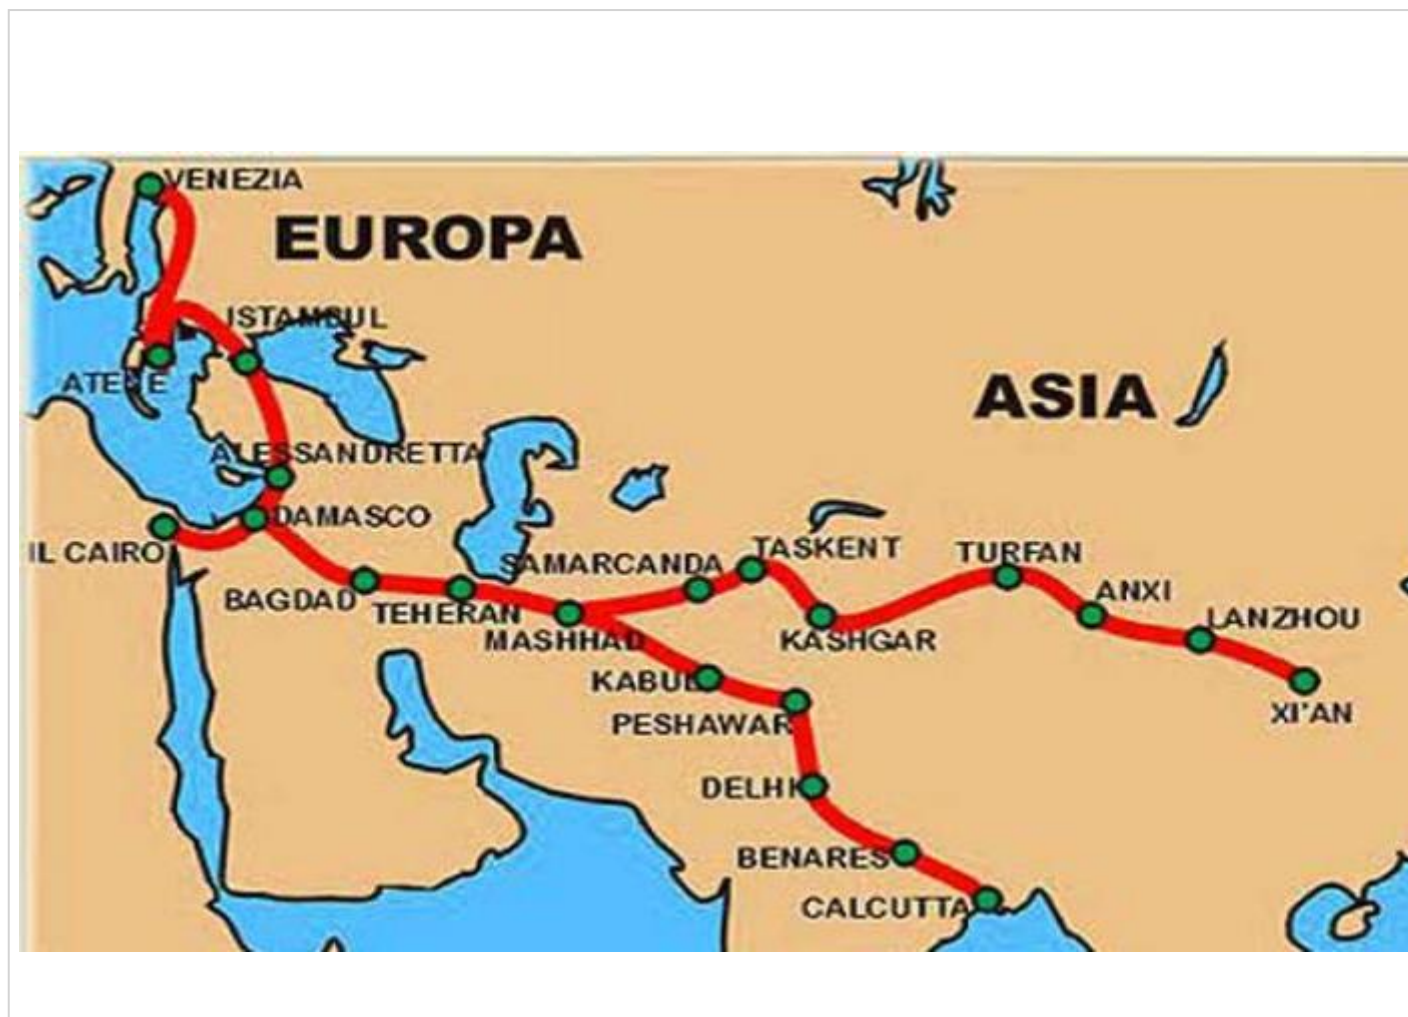 VENEZIA
EUROPA
ISTAMBUL
ATENE
ASIA
ALESSANDRETTA
DAMASCO
IL CAIRO
BAGDAD
TEHERAN
MASHHAD
SAMARCANDA
TASKENT
KASHGAR
TURFAN
ANXI
LANZHOU
XI'AN
KABUL
PESHAWAR
DELHI
BENARES
CALCUTTA